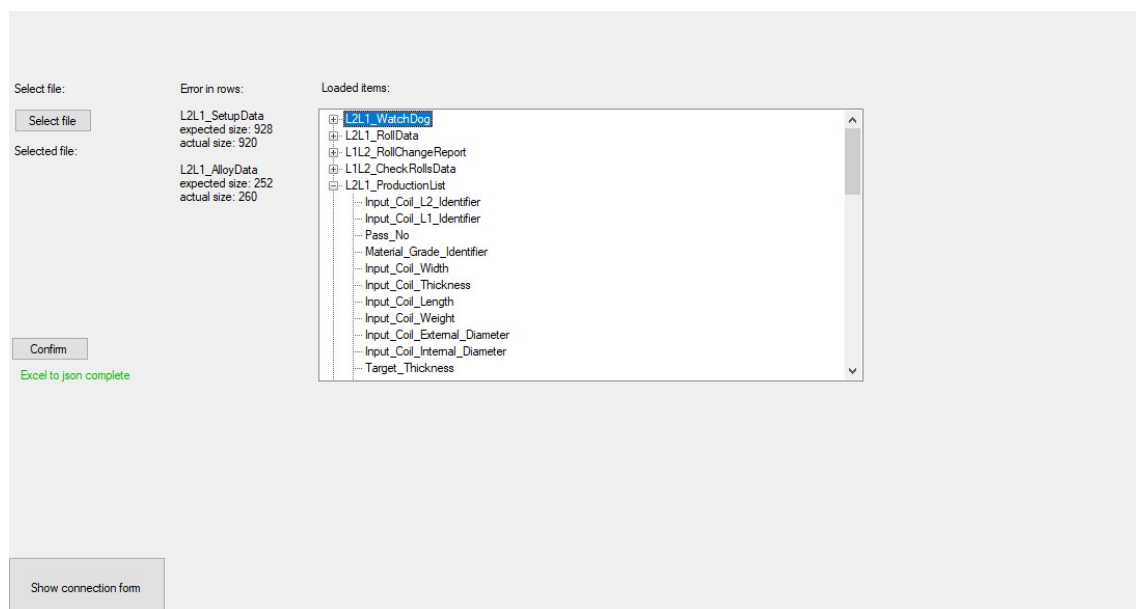 Select file:
Select file
Selected file:
Confirm
Excel to json complete
Show connection form
Error in rows:
L2L1_SetupData
expected size: 928
actual size: 920
L2L1_AlloyData
expected size: 252
actual size: 260
Loaded items:
L2L1_WatchDog
L2L1_RollData
L1L2_RollChangeReport
L1L2_CheckRollsData
L2L1_ProductionList
Input_Coil_L2_Identifier
Input_Coil_L1_Identifier
Pass_No
Material_Grade_Identifier
Input_Coil_Width
Input_Coil_Thickness
Input_Coil_Length
Input_Coil_Weight
Input_Coil_External_Diameter
Input_Coil_Internal_Diameter
Target_Thickness